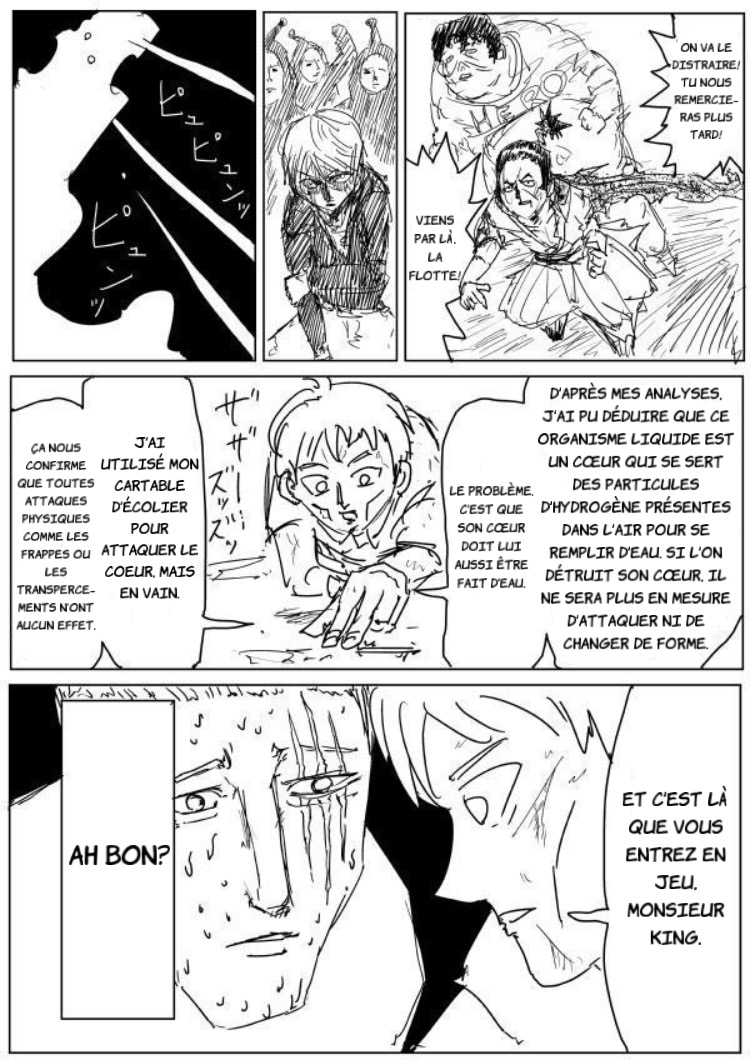 ON VA LE
DISTRAIRE!
TU NOUS
REMERCIE-
RAS PLUS
TARD!
HERO
VIENS
PAR LÀ,
LA
FLOTTE!
ピュ
ピュンッ
ピュンッ
D'APRÈS MES ANALYSES,
J'AI PU DÉDUIRE QUE CE
ORGANISME LIQUIDE EST
UN CŒUR QUI SE SERT
DES PARTICULES
D'HYDROGÈNE PRÉSENTES
DANS L'AIR POUR SE
REMPLIR D'EAU. SI L'ON
DÉTRUIT SON CŒUR, IL
NE SERA PLUS EN MESURE
D'ATTAQUER NI DE
CHANGER DE FORME.
LE PROBLÈME,
C'EST QUE
SON CŒUR
DOIT LUI
AUSSI ÊTRE
FAIT D'EAU.
ザザーッ
ズズッ
J'AI
UTILISÉ MON
CARTABLE
D'ÉCOLIER
POUR
ATTAQUER LE
COEUR, MAIS
EN VAIN.
ÇA NOUS
CONFIRME
QUE TOUTES
ATTAQUES
PHYSIQUES
COMME LES
FRAPPES OU
LES
TRANSPERCE-
MENTS N'ONT
AUCUN EFFET.
ET C'EST LÀ
QUE VOUS
ENTREZ EN
JEU,
MONSIEUR
KING.
AH BON?